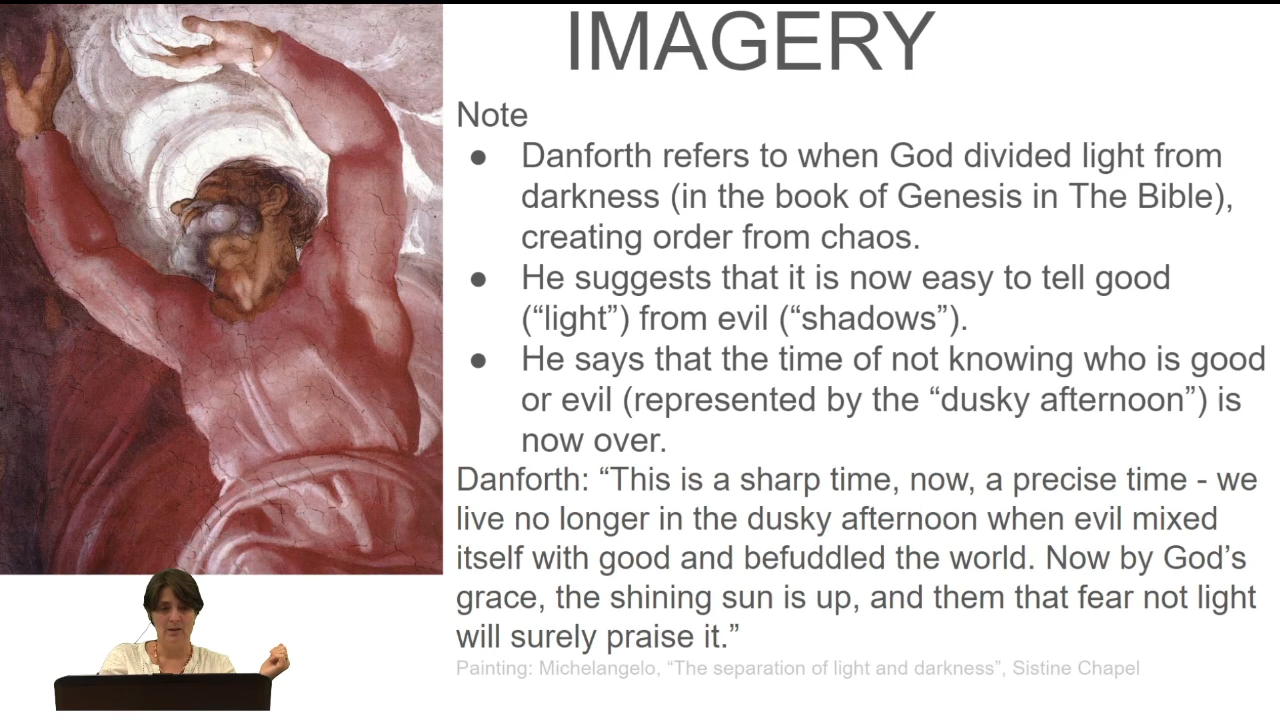 IMAGERY
Note
● Danforth refers to when God divided light from
darkness (in the book of Genesis in The Bible),
creating order from chaos.
● He suggests that it is now easy to tell good
(“light”) from evil (“shadows”).
● He says that the time of not knowing who is good
or evil (represented by the “dusky afternoon”) is
now over.
Danforth: “This is a sharp time, now, a precise time - we
live no longer in the dusky afternoon when evil mixed
itself with good and befuddled the world. Now by God’s
grace, the shining sun is up, and them that fear not light
will surely praise it.”
Painting: Michelangelo, “The separation of light and darkness”, Sistine Chapel